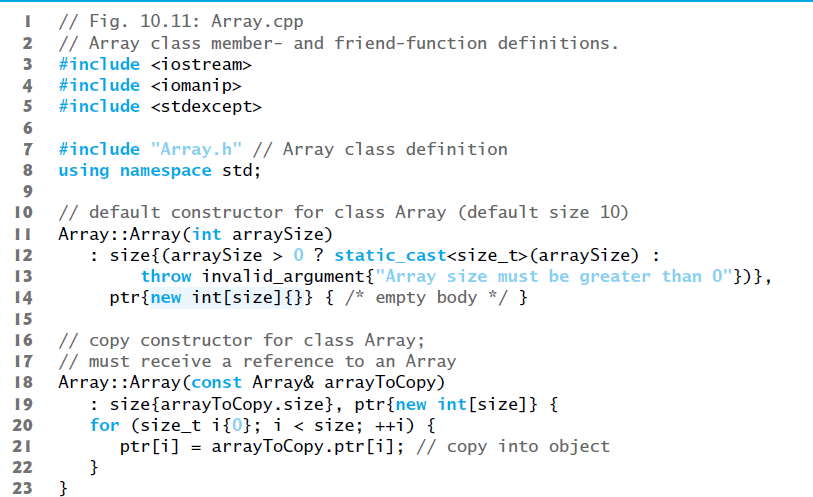 1 // Fig. 10.11: Array.cpp
2 // Array class member- and friend-function definitions.
3 #include <iostream>
4 #include <iomanip>
5 #include <stdexcept>
6
7 #include "Array.h" // Array class definition
8 using namespace std;
9
10 // default constructor for class Array (default size 10)
11 Array::Array(int arraySize)
12    : size{(arraySize > 0 ? static_cast<size_t>(arraySize) :
13         throw invalid_argument{"Array size must be greater than 0"})},
14      ptr{new int[size]{}} { /* empty body */ }
15
16 // copy constructor for class Array;
17 // must receive a reference to an Array
18 Array::Array(const Array& arrayToCopy)
19    : size{arrayToCopy.size}, ptr{new int[size]} {
20    for (size_t i{0}; i < size; ++i) {
21       ptr[i] = arrayToCopy.ptr[i]; // copy into object
22    }
23 }